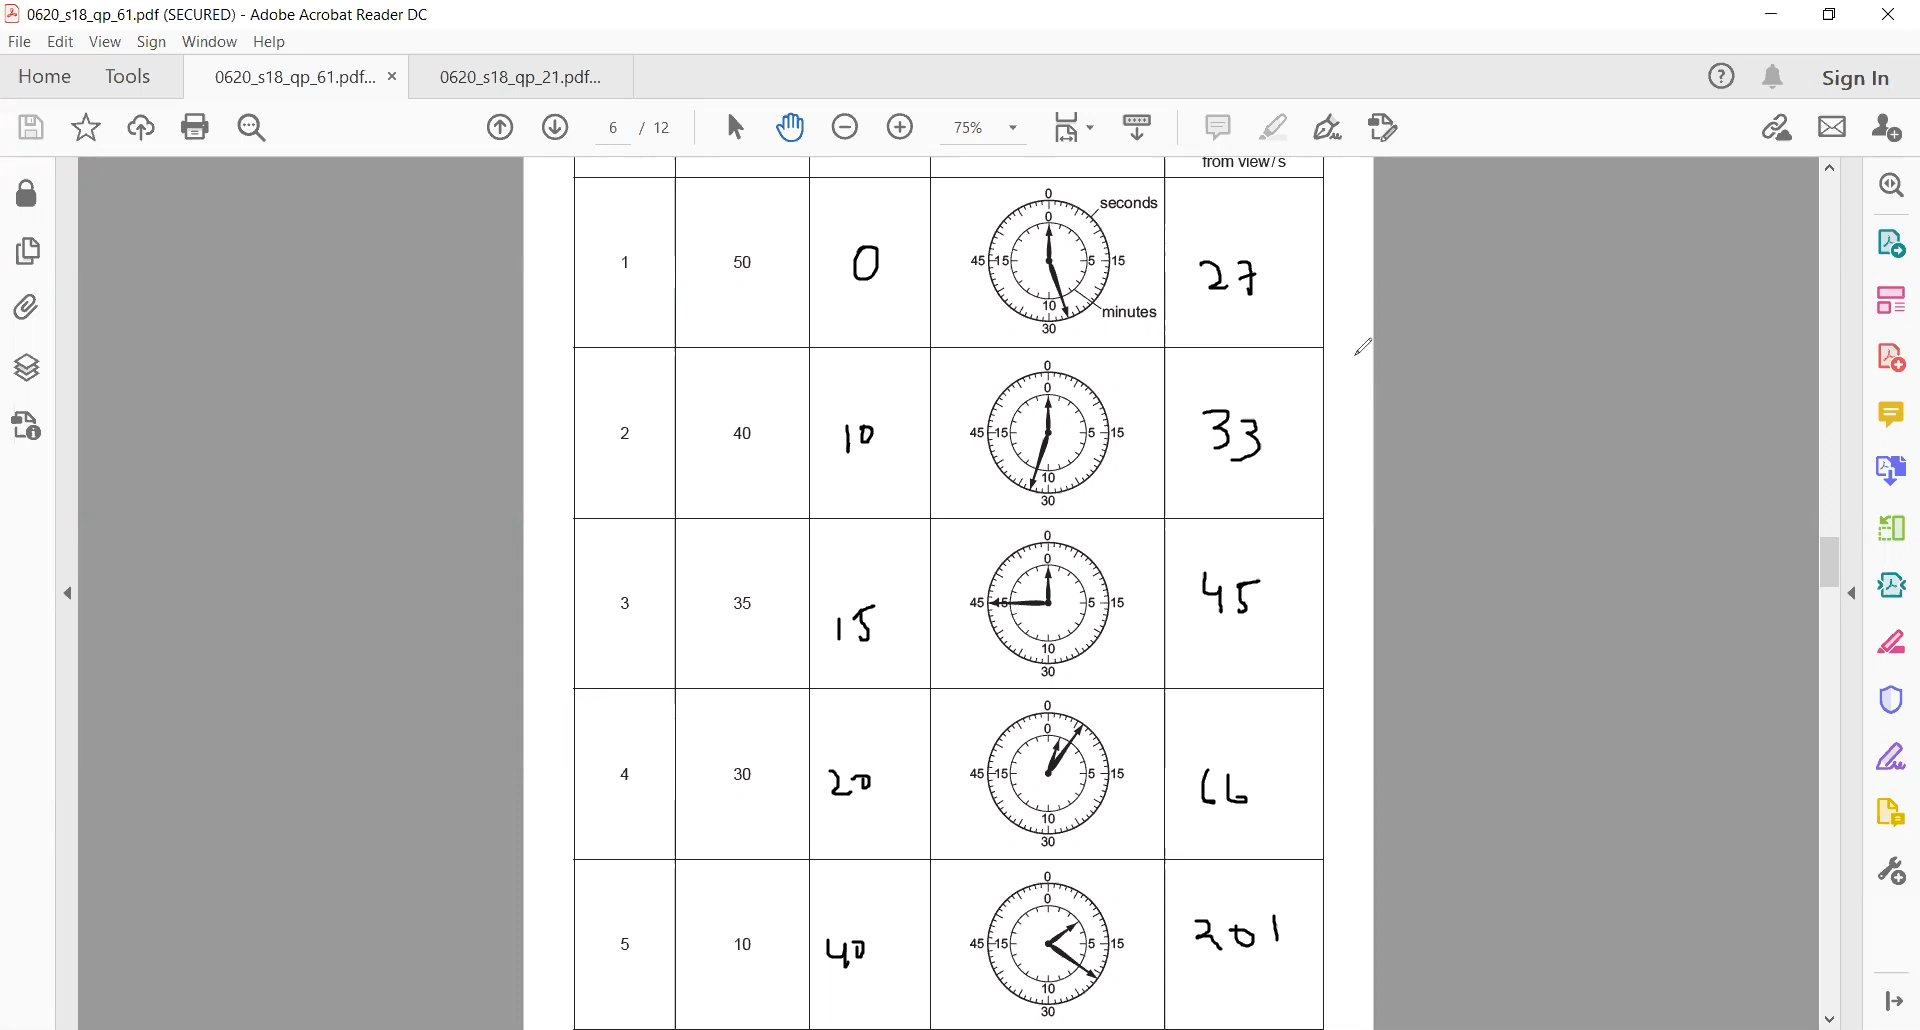 0620_s18_qp_61.pdf (SECURED) - Adobe Acrobat Reader DC
File Edit View Sign Window Help
Home Tools 0620_s18_qp_61.pdf... × 0620_s18_qp_21.pdf... Sign In
6 / 12 75%
from view/s
1 50 0 27
0
0
seconds
45 15 5 15
10
minutes
30
2 40 10 33
0
0
45 15 5 15
10
30
3 35 15 45
0
0
45 15 5 15
10
30
4 30 20 66
0
0
45 15 5 15
10
30
5 10 40 201
0
0
45 15 5 15
10
30